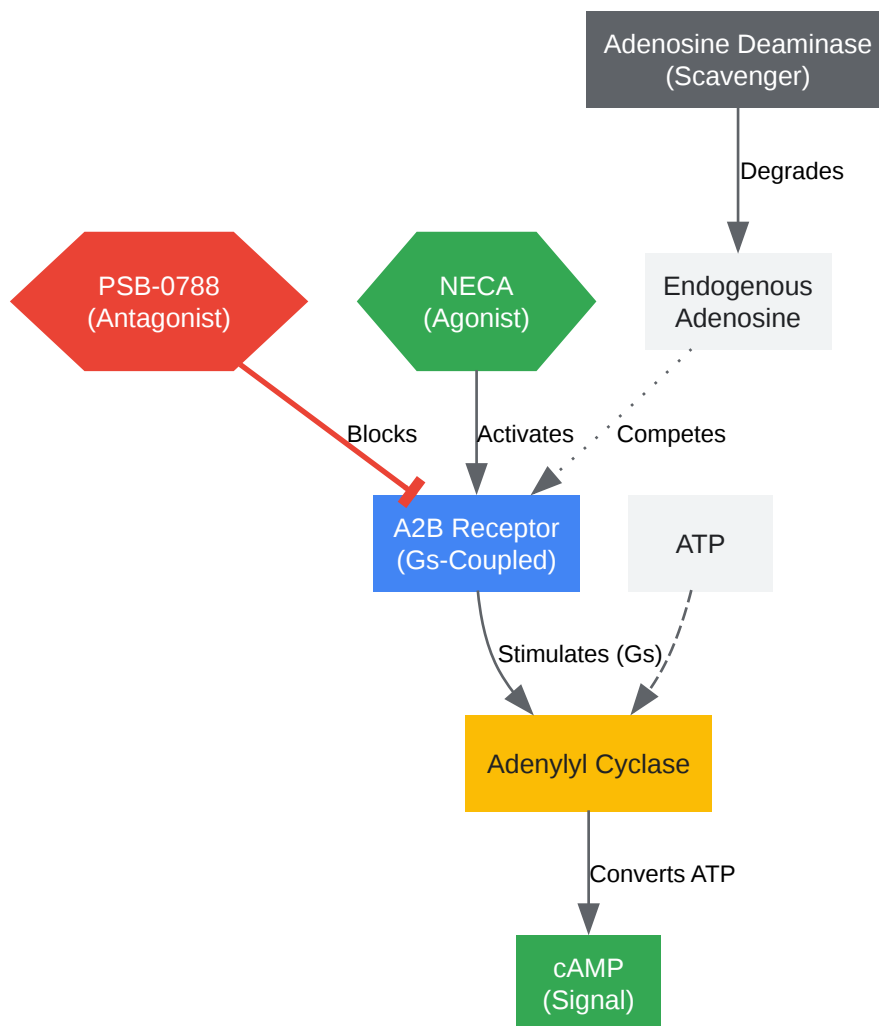 Adenosine Deaminase
(Scavenger)
Degrades
PSB-0788
(Antagonist)
NECA
(Agonist)
Endogenous
Adenosine
Blocks
Activates
Competes
A2B Receptor
(Gs-Coupled)
ATP
Stimulates (Gs)
Adenylyl Cyclase
Converts ATP
cAMP
(Signal)